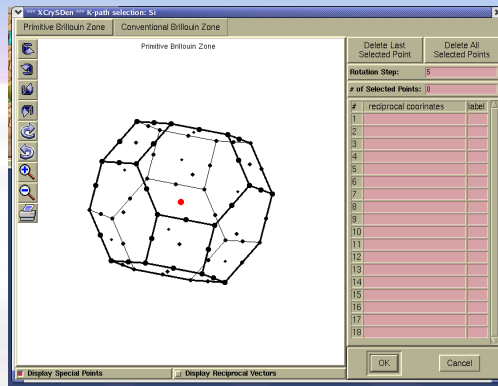 *** XCrySDen *** K-path selection: Si
Primitive Brillouin Zone
Conventional Brillouin Zone
Primitive Brillouin Zone
Delete Last
Selected Point
Delete All
Selected Points
Rotation Step: 5
# of Selected Points: 0
# reciprocal coorinates label
1
2
3
4
5
6
7
8
9
10
11
12
13
14
15
16
17
18
OK
Cancel
Display Special Points
Display Reciprocal Vectors